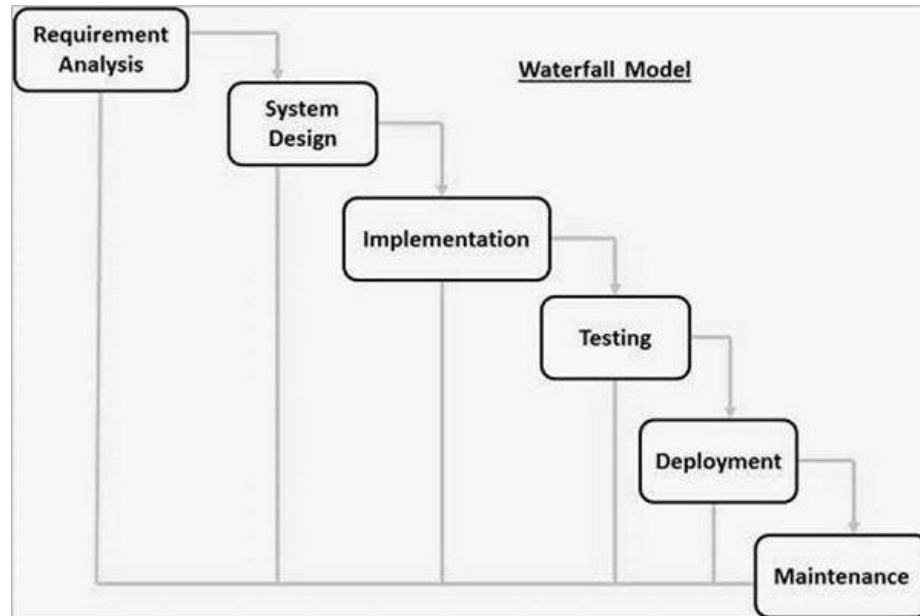 Requirement
Analysis
Waterfall Model
System
Design
Implementation
Testing
Deployment
Maintenance